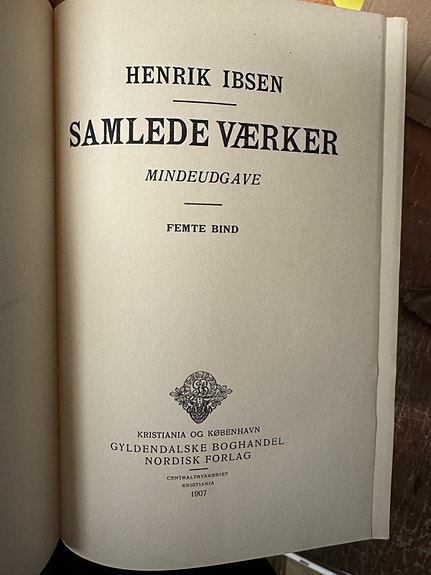 HENRIK IBSEN
SAMLEDE VÆRKER
MINDEUDGAVE
FEMTE BIND
KRISTIANIA OG KØBENHAVN
GYLDENDALSKE BOGHANDEL
NORDISK FORLAG
CENTRALTRYKKERIET
KRISTIANIA
1907